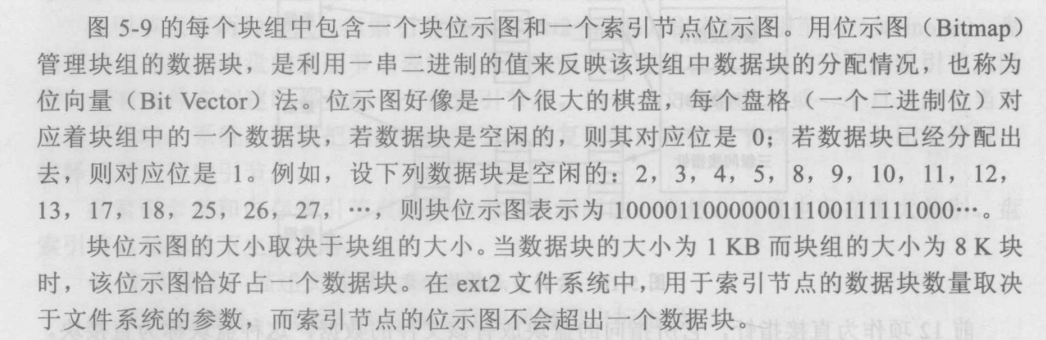 图 5-9 的每个块组中包含一个块位示图和一个索引节点位示图。用位示图（Bitmap）
管理块组的数据块，是利用一串二进制的值来反映该块组中数据块的分配情况，也称为
位向量（Bit Vector）法。位示图好像是一个很大的棋盘，每个盘格（一个二进制位）对
应着块组中的一个数据块，若数据块是空闲的，则其对应位是 0；若数据块已经分配出
去，则对应位是 1。例如，设下列数据块是空闲的：2，3，4，5，8，9，10，11，12，
13，17，18，25，26，27，…，则块位示图表示为 100001100000011100111111000…。
块位示图的大小取决于块组的大小。当数据块的大小为 1 KB 而块组的大小为 8 K 块
时，该位示图恰好占一个数据块。在 ext2 文件系统中，用于索引节点的数据块数量取决
于文件系统的参数，而索引节点的位示图不会超出一个数据块。